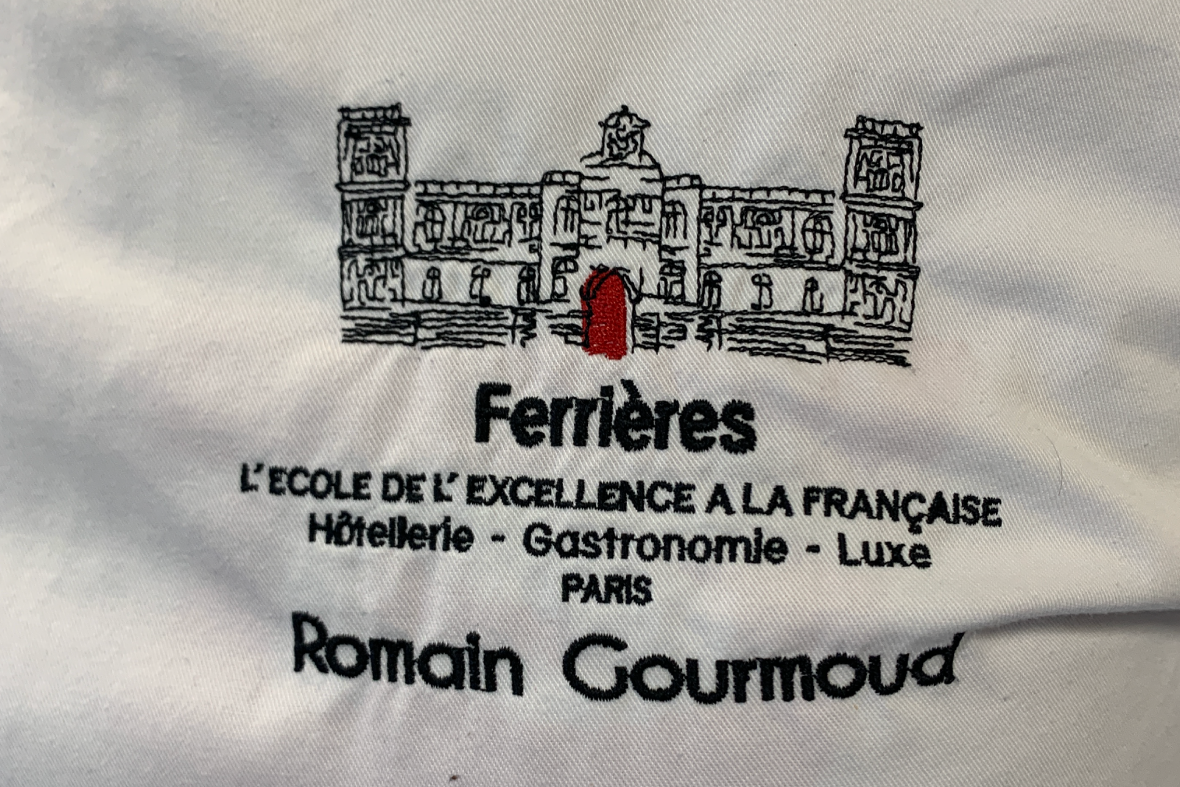 Ferrières
L'ECOLE DE L'EXCELLENCE A LA FRANÇAISE
Hôtellerie - Gastronomie - Luxe
PARIS
Romain Gourmoud